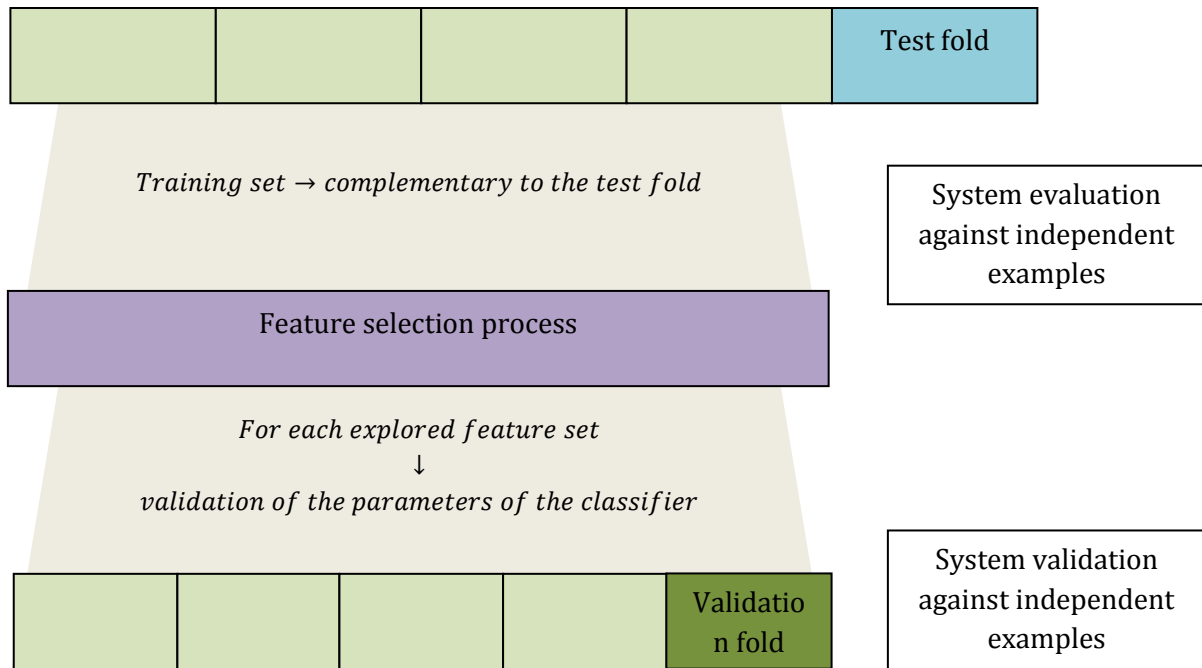 Test fold
Training set → complementary to the test fold
System evaluation
against independent
examples
Feature selection process
For each explored feature set
↓
validation of the parameters of the classifier
System validation
against independent
examples
Validatio
n fold